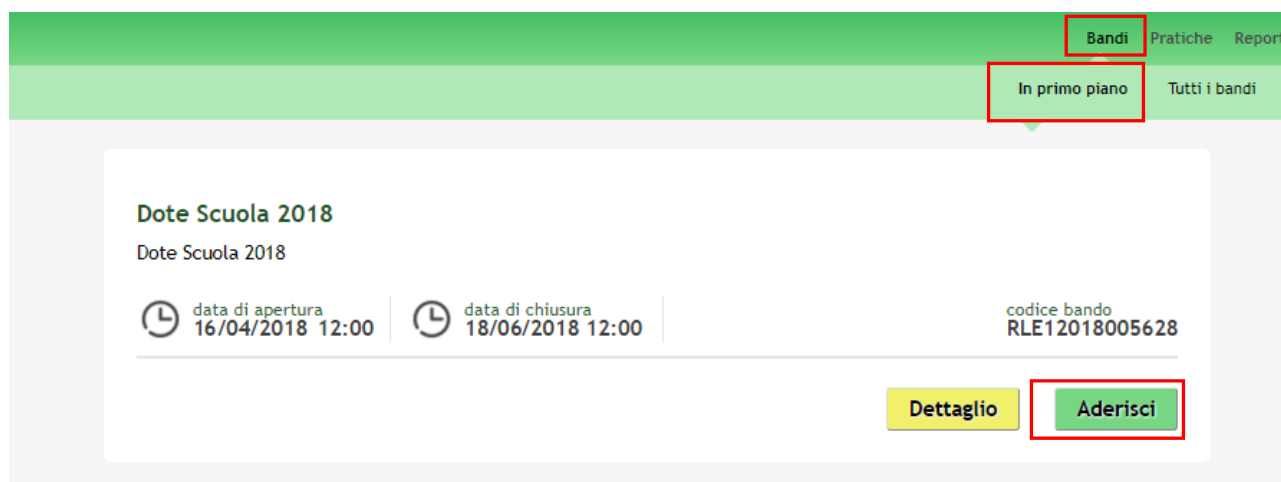 Bandi Pratiche Report
In primo piano Tutti i bandi
Dote Scuola 2018
Dote Scuola 2018
data di apertura data di chiusura codice bando
16/04/2018 12:00 18/06/2018 12:00 RLE12018005628
Dettaglio Aderisci